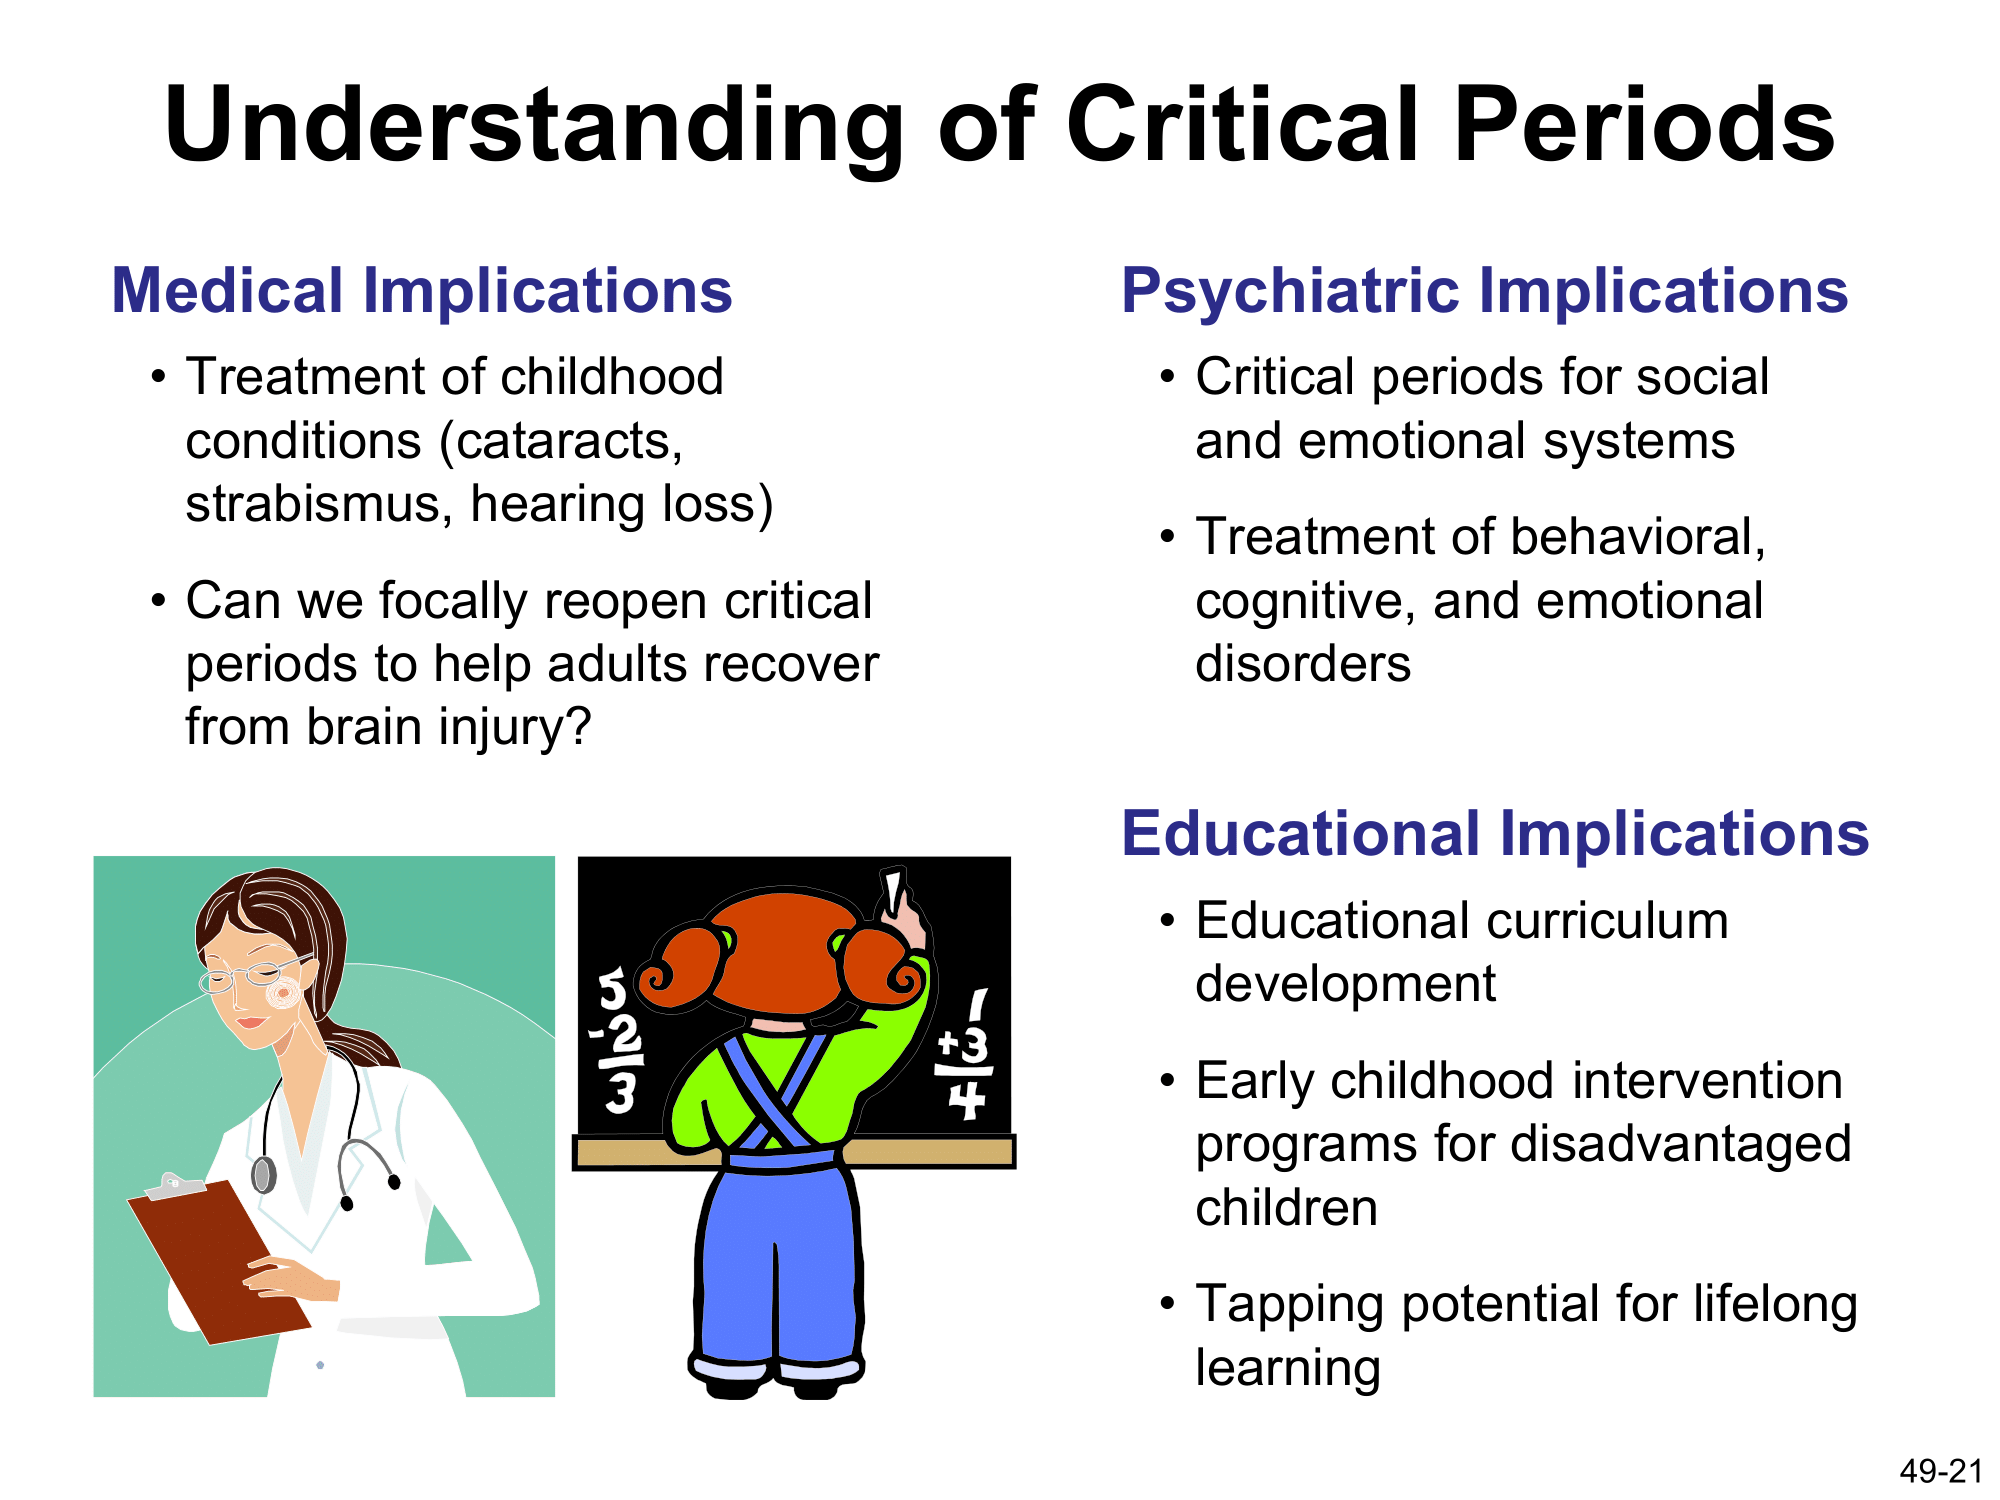 Understanding of Critical Periods
Medical Implications
• Treatment of childhood
conditions (cataracts,
strabismus, hearing loss)
• Can we focally reopen critical
periods to help adults recover
from brain injury?
Psychiatric Implications
• Critical periods for social
and emotional systems
• Treatment of behavioral,
cognitive, and emotional
disorders
5
-2
3
1
+3
4
Educational Implications
• Educational curriculum
development
• Early childhood intervention
programs for disadvantaged
children
• Tapping potential for lifelong
learning
49-21